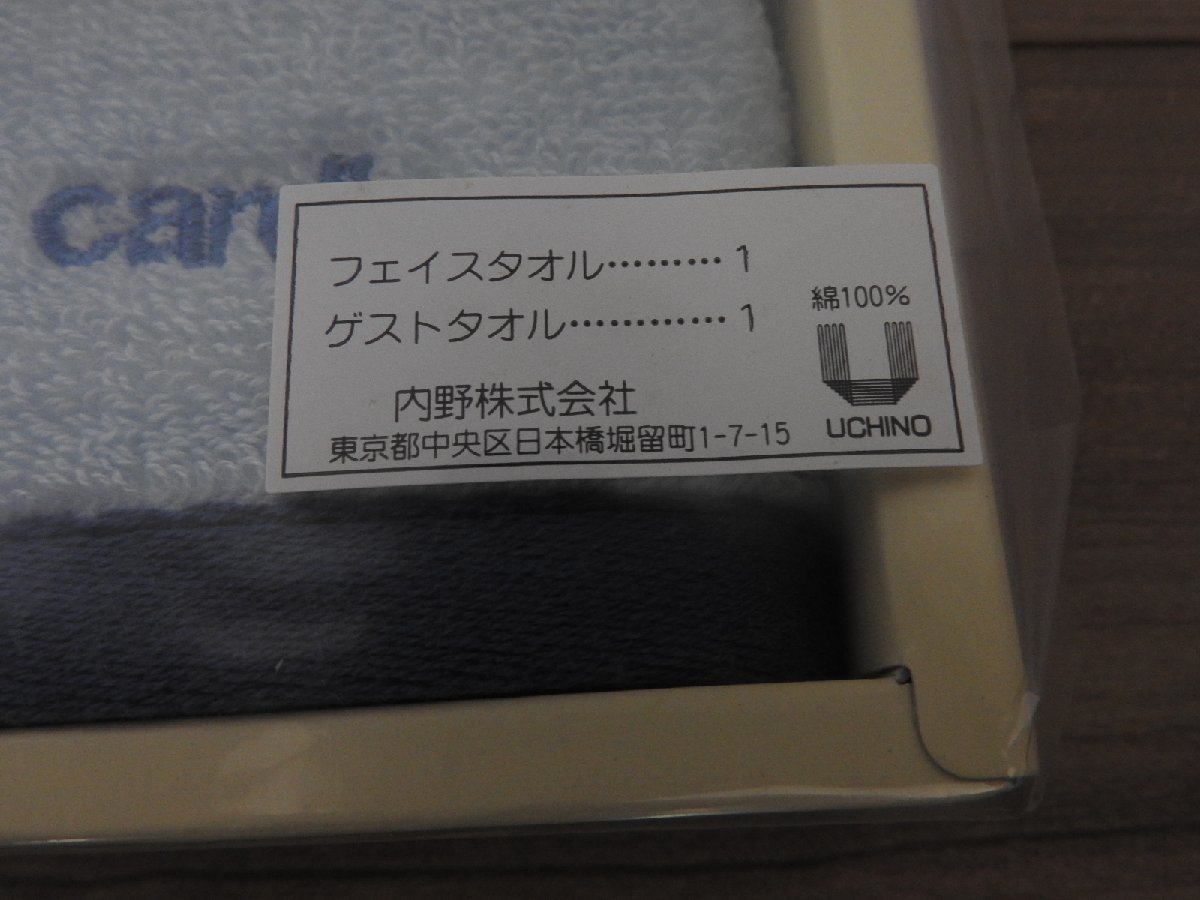 フェイスタオル………1
ゲストタオル…………1
綿100%
内野株式会社
東京都中央区日本橋堀留町1-7-15
UCHINO